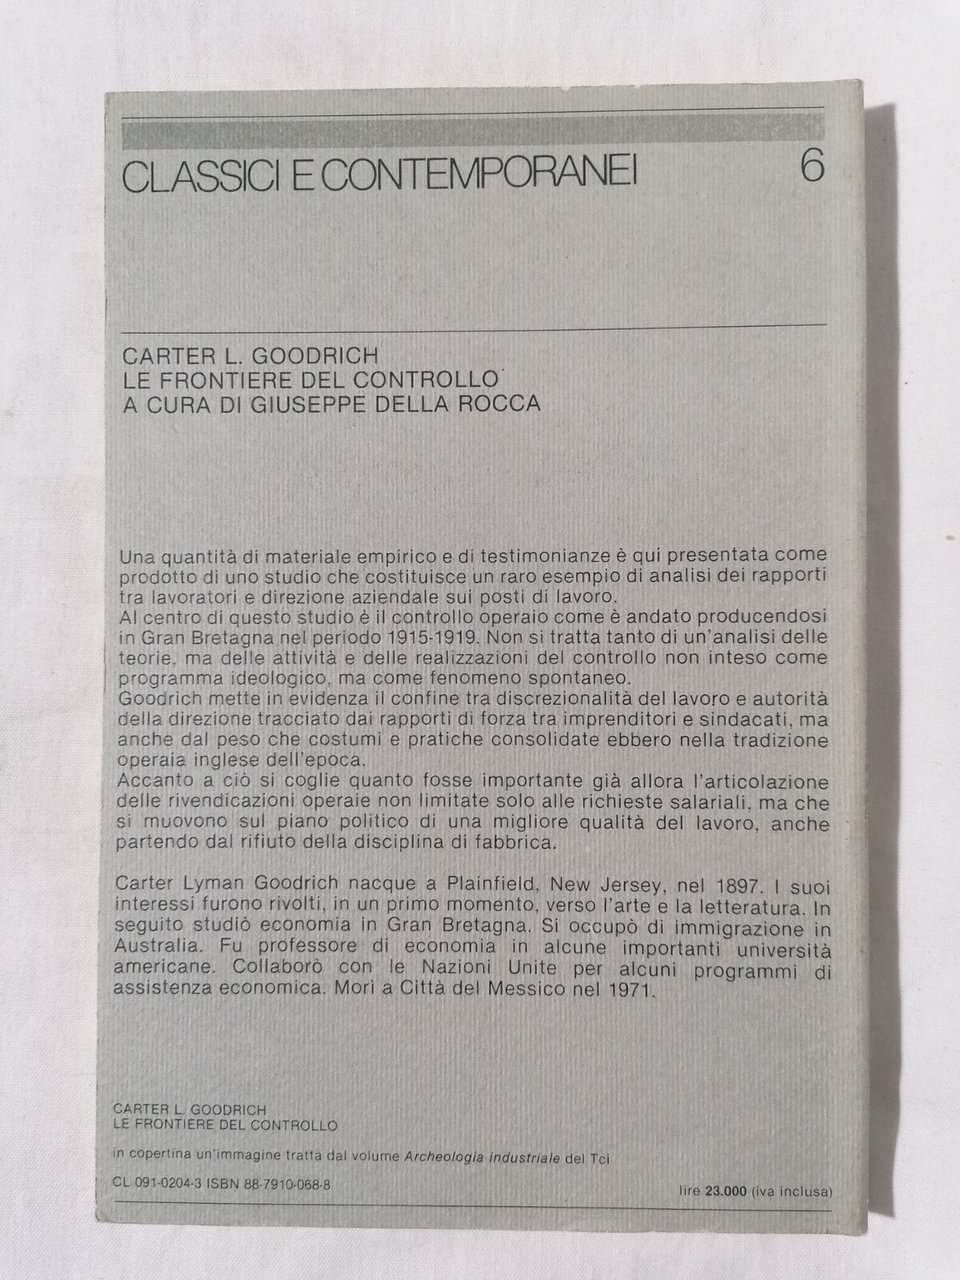 CLASSICI E CONTEMPORANEI 6
CARTER L. GOODRICH
LE FRONTIERE DEL CONTROLLO
A CURA DI GIUSEPPE DELLA ROCCA
Una quantità di materiale empirico e di testimonianze è qui presentata come
prodotto di uno studio che costituisce un raro esempio di analisi dei rapporti
tra lavoratori e direzione aziendale sui posti di lavoro.
Al centro di questo studio è il controllo operaio come è andato producendosi
in Gran Bretagna nel periodo 1915-1919. Non si tratta tanto di un'analisi delle
teorie, ma delle attività e delle realizzazioni del controllo non inteso come
programma ideologico, ma come fenomeno spontaneo.
Goodrich mette in evidenza il confine tra discrezionalità del lavoro e autorità
della direzione tracciato dai rapporti di forza tra imprenditori e sindacati, ma
anche dal peso che costumi e pratiche consolidate ebbero nella tradizione
operaia inglese dell'epoca.
Accanto a ciò si coglie quanto fosse importante già allora l'articolazione
delle rivendicazioni operaie non limitate solo alle richieste salariali, ma che
si muovono sul piano politico di una migliore qualità del lavoro, anche
partendo dal rifiuto della disciplina di fabbrica.
Carter Lyman Goodrich nacque a Plainfield, New Jersey, nel 1897. I suoi
interessi furono rivolti, in un primo momento, verso l'arte e la letteratura. In
seguito studiò economia in Gran Bretagna. Si occupò di immigrazione in
Australia. Fu professore di economia in alcune importanti università
americane. Collaborò con le Nazioni Unite per alcuni programmi di
assistenza economica. Morì a Città del Messico nel 1971.
CARTER L. GOODRICH
LE FRONTIERE DEL CONTROLLO
in copertina un'immagine tratta dal volume Archeologia industriale del Tci
CL 091-0204-3 ISBN 88-7910-068-8
lire 23.000 (iva inclusa)